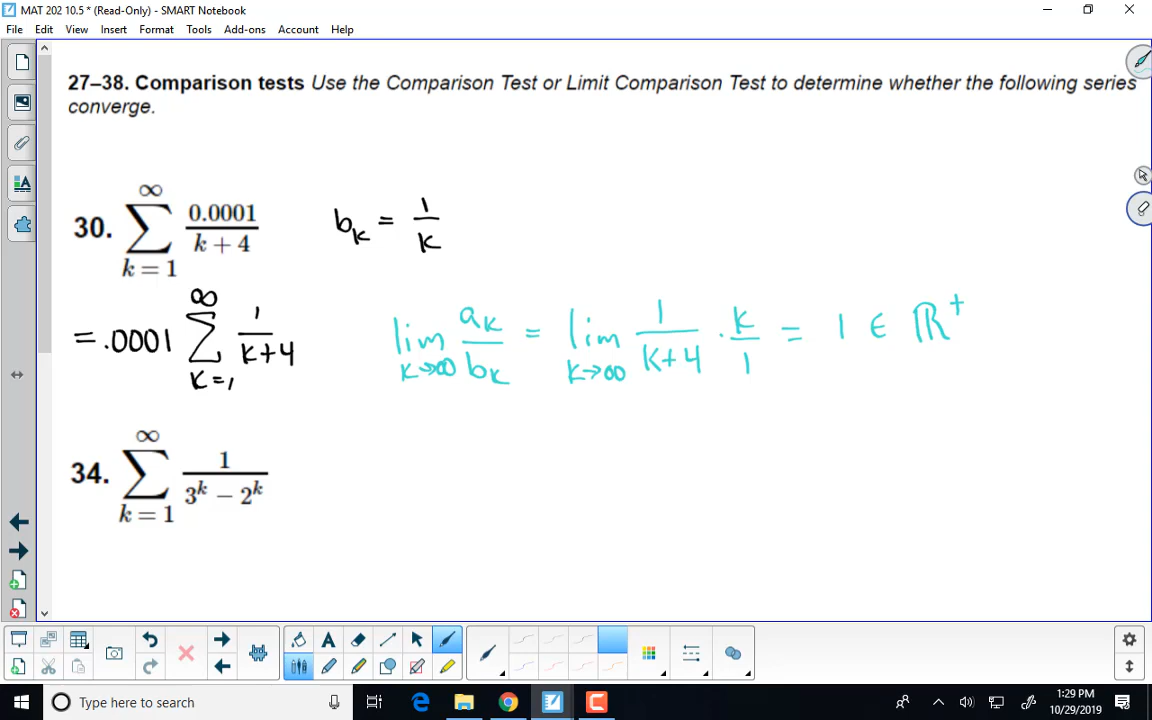 MAT 202 10.5 * (Read-Only) - SMART Notebook
File Edit View Insert Format Tools Add-ons Account Help
27–38. Comparison tests Use the Comparison Test or Limit Comparison Test to determine whether the following series
converge.
30. ∞ ∑ k = 1 0.0001 / k + 4
b_k = 1/k
= .0001 ∞ ∑ k=1 1/k+4
lim k→∞ a_k/b_k = lim k→∞ 1/k+4 · k/1 = 1 ∈ ℝ⁺
34. ∞ ∑ k = 1 1 / 3^k − 2^k
Type here to search
1:29 PM
10/29/2019